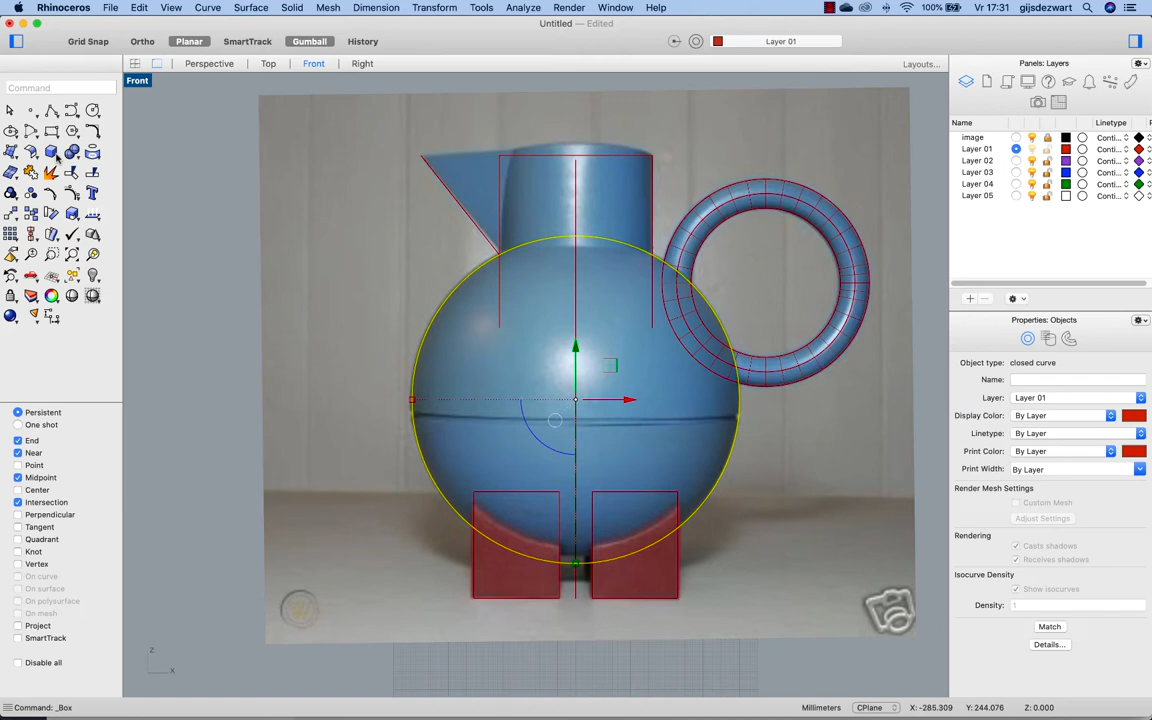 Rhinoceros File Edit View Curve Surface Solid Mesh Dimension Transform Tools Analyze Render Window Help 100% Vr 17:31 gijsdezwart
Untitled — Edited
Grid Snap Ortho Planar SmartTrack Gumball History Layer 01
Perspective Top Front Right Layouts...
Front
Command
Persistent
One shot
End
Near
Point
Midpoint
Center
Intersection
Perpendicular
Tangent
Quadrant
Knot
Vertex
On curve
On surface
On polysurface
On mesh
Project
SmartTrack
Disable all
z
x
Panels: Layers
Name Linetype P
image Conti...
Layer 01 Conti...
Layer 02 Conti...
Layer 03 Conti...
Layer 04 Conti...
Layer 05 Conti...
Properties: Objects
Object type: closed curve
Name:
Layer: Layer 01
Display Color: By Layer
Linetype: By Layer
Print Color: By Layer
Print Width: By Layer
Render Mesh Settings
Custom Mesh
Adjust Settings
Rendering
Casts shadows
Receives shadows
Isocurve Density
Show isocurves
Density: 1
Match
Details...
Command: _Box Millimeters CPlane X: -285.309 Y: 244.076 Z: 0.000